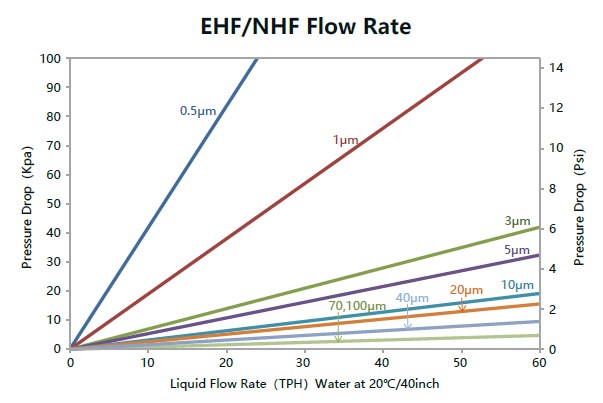 EHF/NHF Flow Rate
100
90
80
70
60
50
40
30
20
10
0
Pressure Drop (Kpa)
14
12
10
8
6
4
2
0
Pressure Drop (Psi)
0.5μm
1μm
3μm
5μm
10μm
20μm
40μm
70,100μm
0 10 20 30 40 50 60
Liquid Flow Rate (TPH) Water at 20℃/40inch